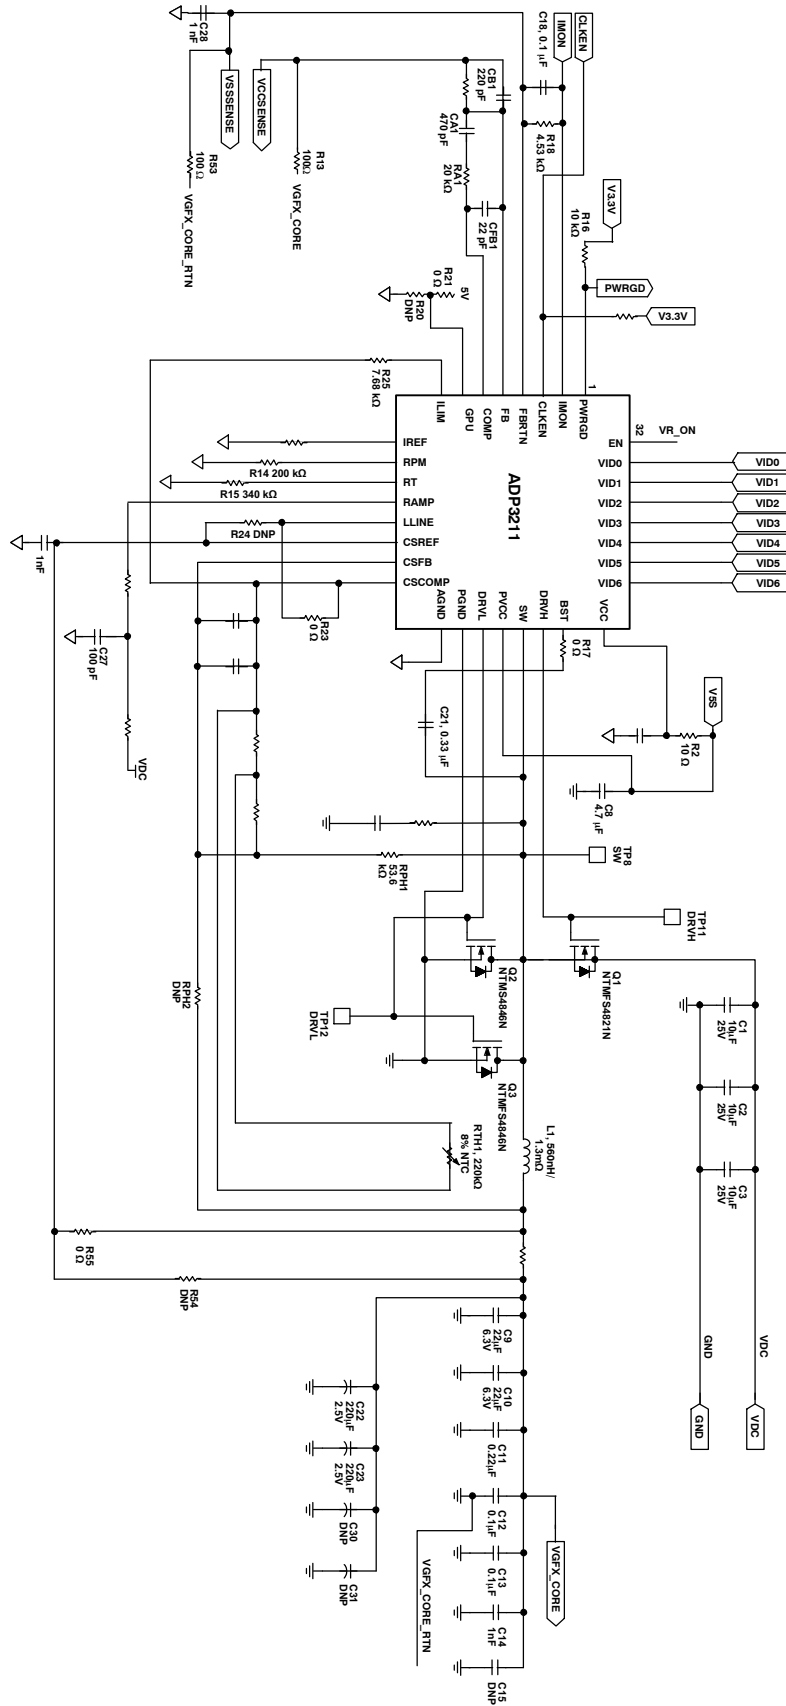 C28
1 nF
VSSSENSE
VCCSENSE
R53
100 Ω
VGFX_CORE_RTN
R13
100Ω
VGFX_CORE
CB1
220 pF
CA1
470 pF
RA1
20 kΩ
CFB1
22 pF
C18, 0.1 μF
IMON
CLKEN
R18
4.53 kΩ
V3.3V
R16
10 kΩ
PWRGD
V3.3V
5V
R21
0 Ω
R20
DNP
R25
7.68 kΩ
1
ILIM
GPU
COMP
FB
FBRTN
CLKEN
IMON
PWRGD
32
VR_ON
ADP3211
IREF
RPM
RT
RAMP
LLINE
CSREF
CSFB
CSCOMP
EN
VID0
VID1
VID2
VID3
VID4
VID5
VID6
VID0
VID1
VID2
VID3
VID4
VID5
VID6
AGND
PGND
DRVL
PVCC
SW
DRVH
BST
VCC
R14 200 kΩ
R15 340 kΩ
R24 DNP
1nF
R23
0 Ω
C27
100 pF
VDC
R17
0 Ω
C21, 0.33 μF
V5S
R2
10 Ω
C8
4.7 μF
RPH1
53.6
kΩ
TP8
SW
TP11
DRVH
RPH2
DNP
Q2
NTMS4846N
Q1
NTMFS4821N
TP12
DRVL
Q3
NTMFS4846N
C1
10μF
25V
C2
10μF
25V
C3
10μF
25V
L1, 560nH/
1.3mΩ
RTH1, 220kΩ
8% NTC
R55
0 Ω
R54
DNP
GND
VDC
GND
VDC
C9
22μF
6.3V
C10
22μF
6.3V
C11
0.22μF
C12
0.1μF
C13
0.1μF
C14
1nF
C15
DNP
C22
220μF
2.5V
C23
220μF
2.5V
C30
DNP
C31
DNP
VGFX_CORE
VGFX_CORE_RTN